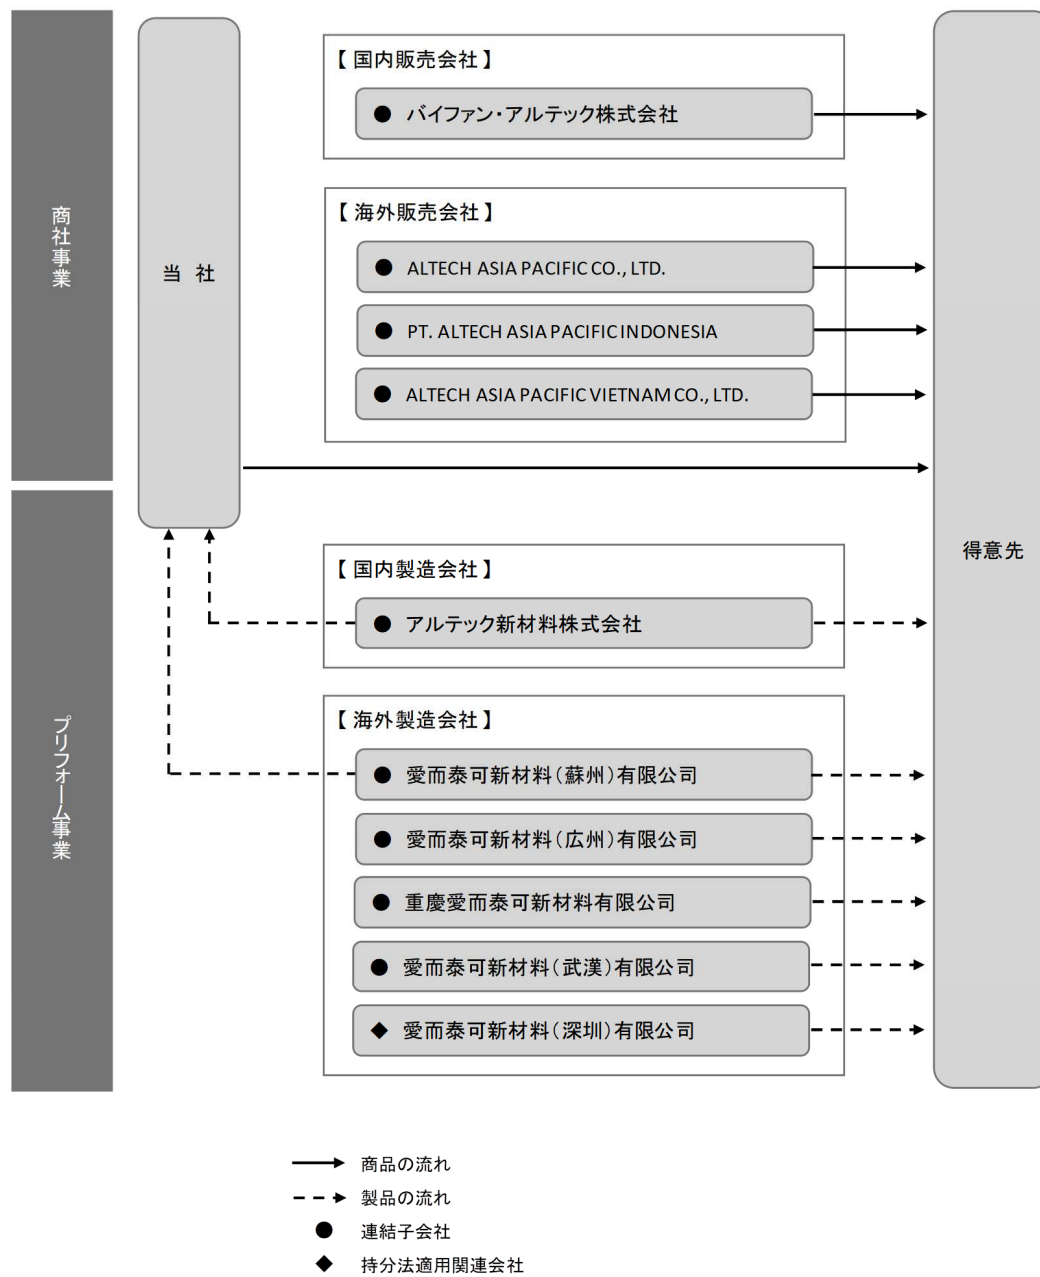 商社事業
当 社
【 国内販売会社 】
● バイファン・アルテック株式会社
【 海外販売会社 】
● ALTECH ASIA PACIFIC CO., LTD.
● PT. ALTECH ASIA PACIFIC INDONESIA
● ALTECH ASIA PACIFIC VIETNAM CO., LTD.
得意先
プリフォーム事業
【 国内製造会社 】
● アルテック新材料株式会社
【 海外製造会社 】
● 愛而泰可新材料（蘇州）有限公司
● 愛而泰可新材料（広州）有限公司
● 重慶愛而泰可新材料有限公司
● 愛而泰可新材料（武漢）有限公司
◆ 愛而泰可新材料（深圳）有限公司
商品の流れ
製品の流れ
● 連結子会社
◆ 持分法適用関連会社